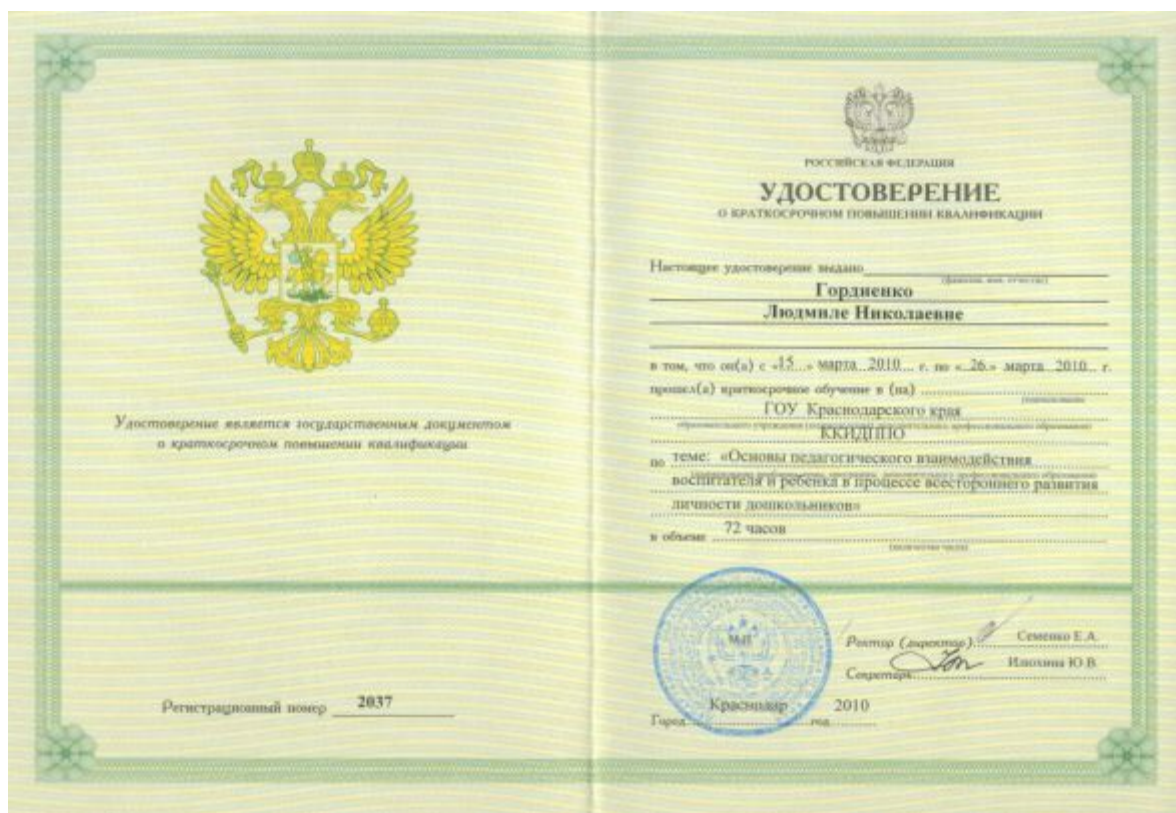 Удостоверение является государственным документом
о краткосрочном повышении квалификации
Регистрационный номер 2037
РОССИЙСКАЯ ФЕДЕРАЦИЯ
УДОСТОВЕРЕНИЕ
О КРАТКОСРОЧНОМ ПОВЫШЕНИИ КВАЛИФИКАЦИИ
Настоящее удостоверение выдано
(фамилия, имя, отчество)
Гордиенко
Людмиле Николаевне
в том, что он(а) с «15» марта 2010 г. по «26» марта 2010 г.
прошел(а) краткосрочное обучение в (на)
(наименование
ГОУ Краснодарского края
ККИДППО
по теме: «Основы педагогического взаимодействия
воспитателя и ребенка в процессе всестороннего развития
личности дошкольников»
в объеме 72 часов
(количество часов)
М.П.
Ректор (директор) Семенко Е.А.
Секретарь Илюхина Ю.В.
Город Краснодар год 2010